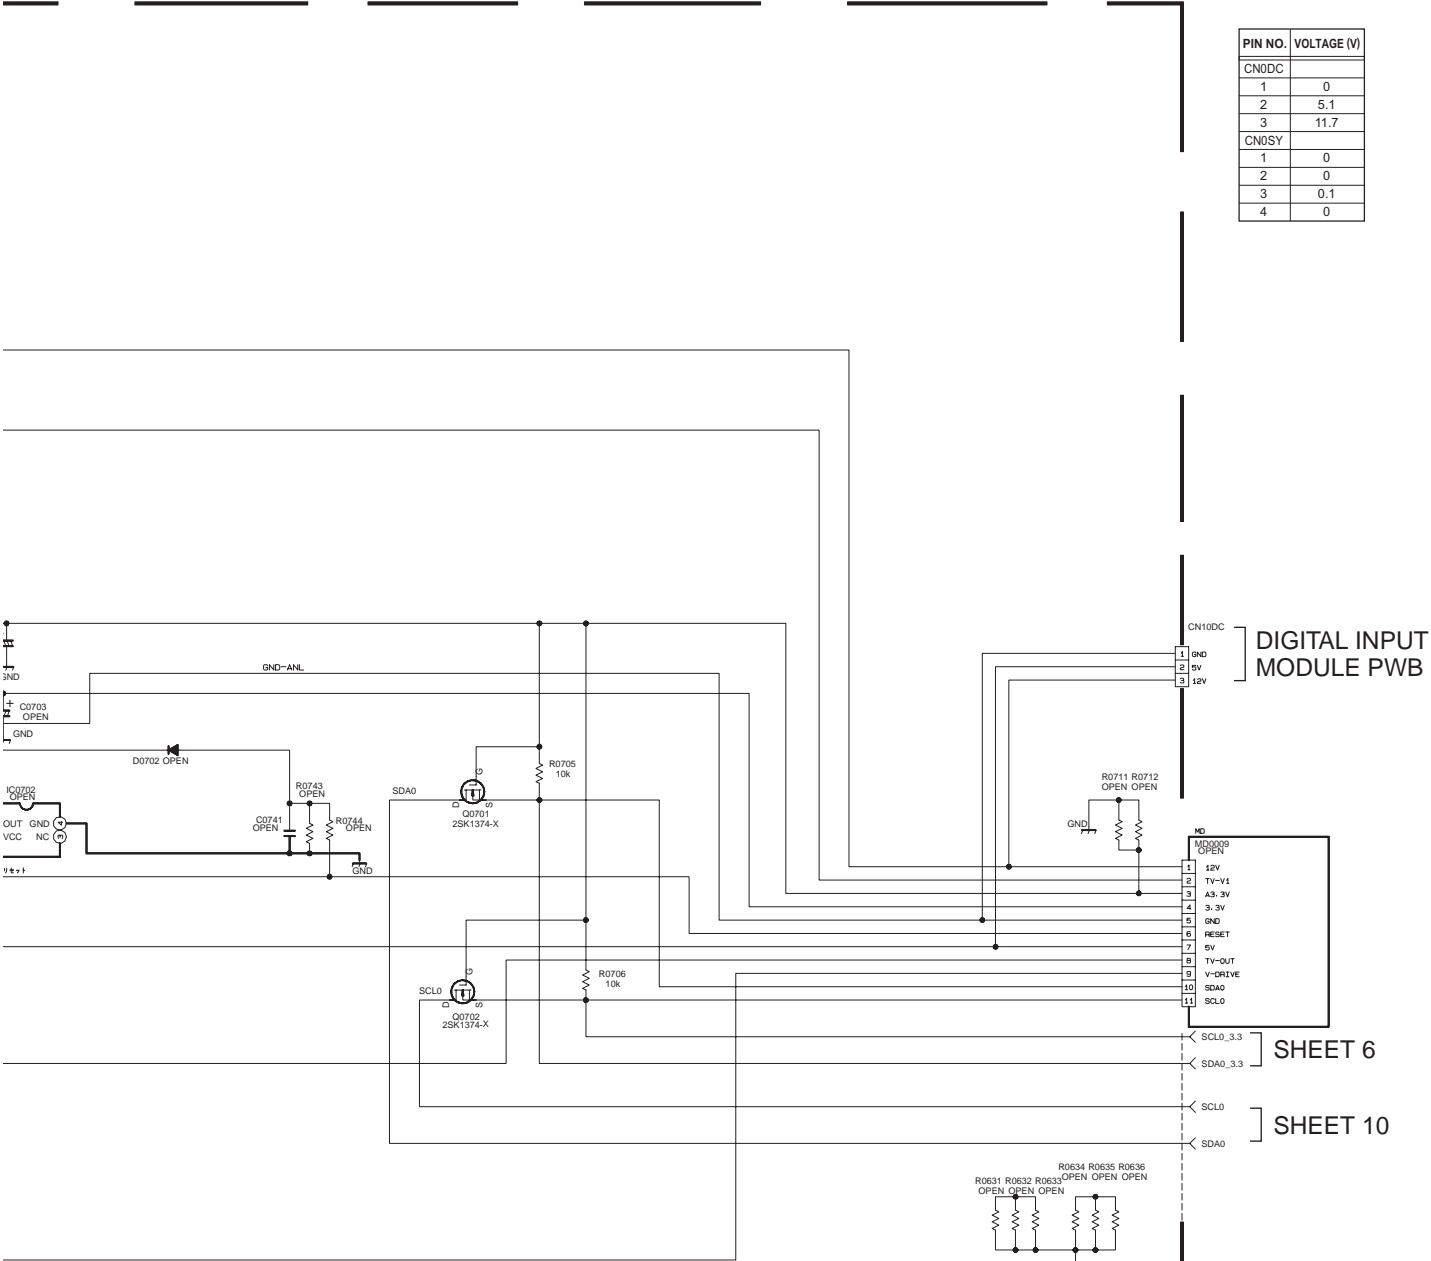 PIN NO. VOLTAGE (V)
CN0DC
1 0
2 5.1
3 11.7
CN0SY
1 0
2 0
3 0.1
4 0
CN10DC
1 GND
2 5V
3 12V
DIGITAL INPUT
MODULE PWB
GND-ANL
GND
+ C0703
OPEN
GND
D0702 OPEN
IC0702
OPEN
OUT GND 4
VCC NC 3
リセット
R0743
OPEN
C0741
OPEN
R0744
OPEN
GND
SDA0
G
D S
Q0701
2SK1374-X
R0705
10k
SCL0
G
D S
Q0702
2SK1374-X
R0706
10k
R0711 R0712
OPEN OPEN
GND
MD
MD0009
OPEN
1 12V
2 TV-V1
3 A3.3V
4 3.3V
5 GND
6 RESET
7 5V
8 TV-OUT
9 V-DRIVE
10 SDA0
11 SCL0
SCL0_3.3
SDA0_3.3
SHEET 6
SCL0
SDA0
SHEET 10
R0631 R0632 R0633
OPEN OPEN OPEN
R0634 R0635 R0636
OPEN OPEN OPEN